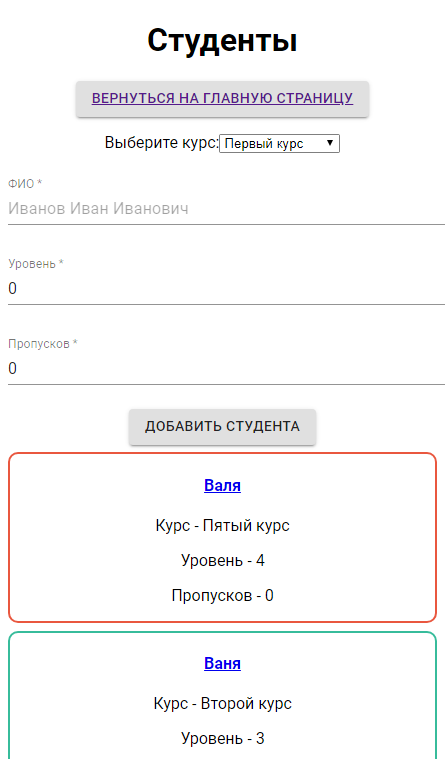 Студенты
ВЕРНУТЬСЯ НА ГЛАВНУЮ СТРАНИЦУ
Выберите курс: Первый курс
ФИО *
Иванов Иван Иванович
Уровень *
0
Пропусков *
0
ДОБАВИТЬ СТУДЕНТА
Валя
Курс - Пятый курс
Уровень - 4
Пропусков - 0
Ваня
Курс - Второй курс
Уровень - 3